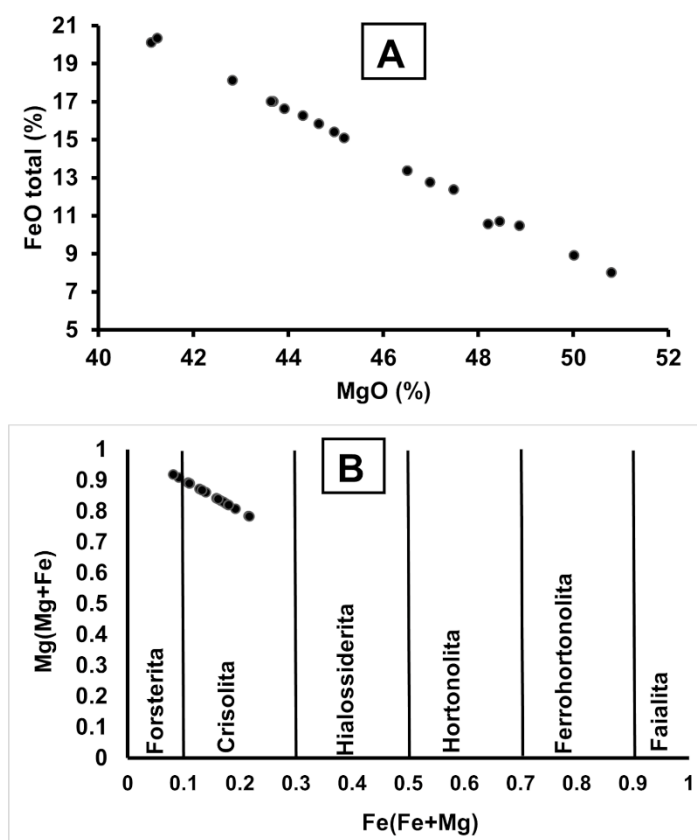 A
21
19
17
15
13
11
9
7
5
FeO total (%)
40 42 44 46 48 50 52
MgO (%)
B
1
0.9
0.8
0.7
0.6
0.5
0.4
0.3
0.2
0.1
0
Mg(Mg+Fe)
Forsterita
Crisolita
Hialossiderita
Hortonolita
Ferrohortonolita
Faialita
0 0.1 0.2 0.3 0.4 0.5 0.6 0.7 0.8 0.9 1
Fe(Fe+Mg)